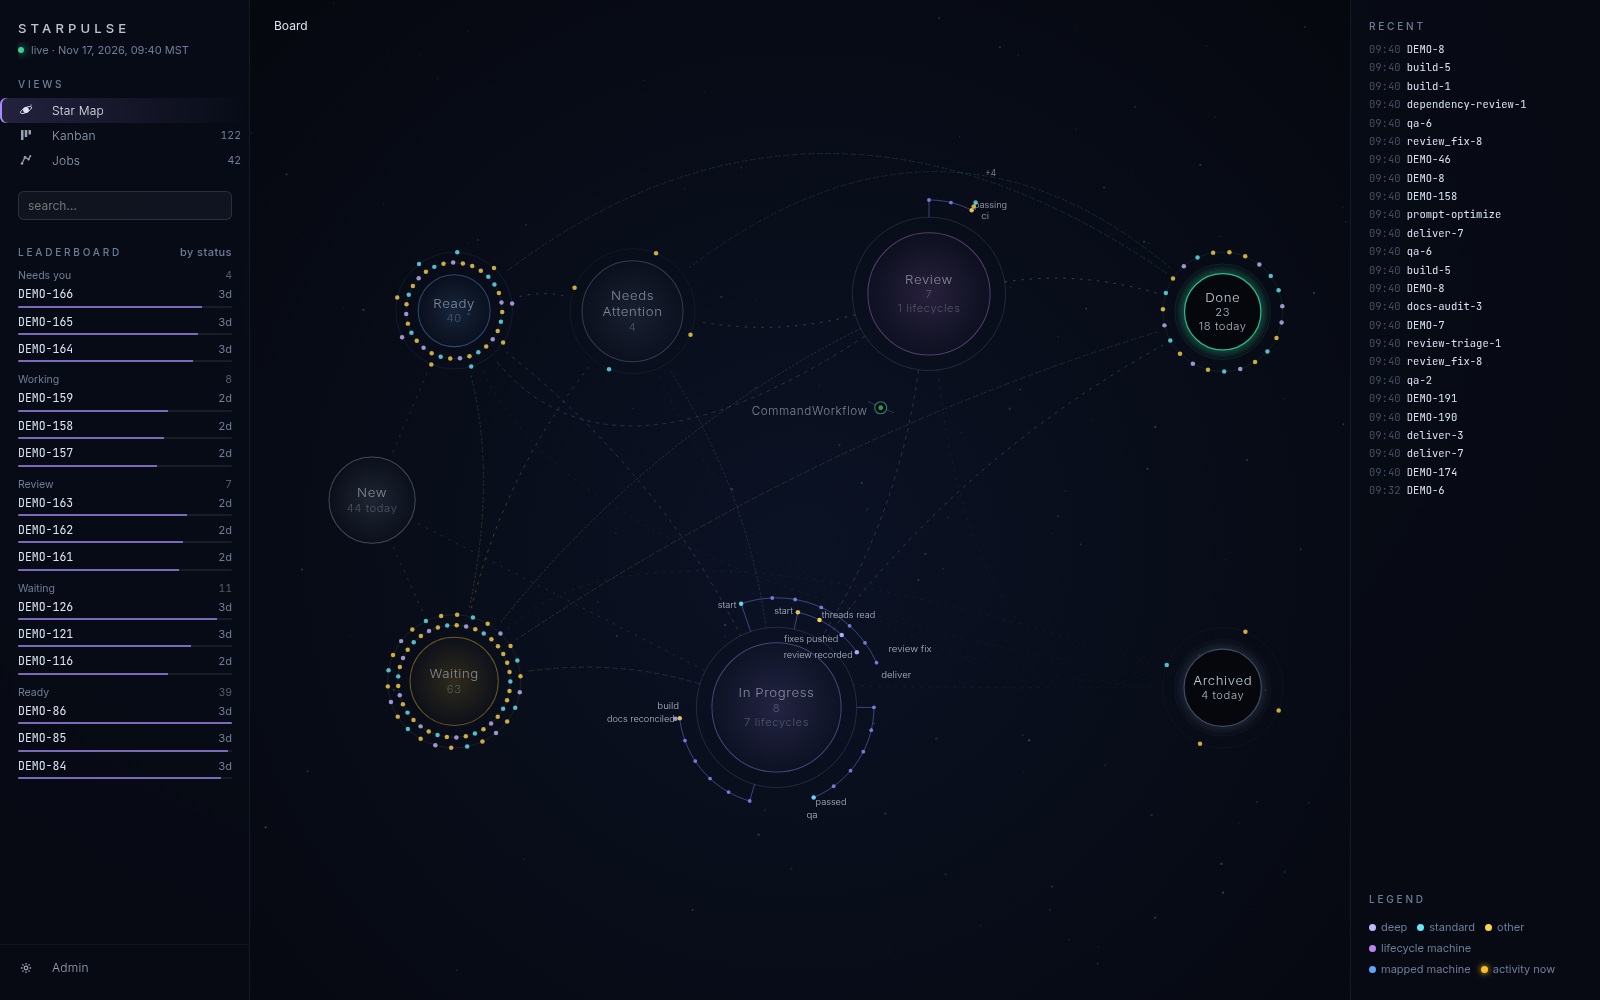 STARPULSE
live · Nov 17, 2026, 09:40 MST
VIEWS
Star Map
Kanban 122
Jobs 42
search...
LEADERBOARD by status
Needs you 4
DEMO-166 3d
DEMO-165 3d
DEMO-164 3d
Working 8
DEMO-159 2d
DEMO-158 2d
DEMO-157 2d
Review 7
DEMO-163 2d
DEMO-162 2d
DEMO-161 2d
Waiting 11
DEMO-126 3d
DEMO-121 3d
DEMO-116 2d
Ready 39
DEMO-86 3d
DEMO-85 3d
DEMO-84 3d
Admin
Board
+4
passing
ci
Review
7
1 lifecycles
Ready
40
Needs
Attention
4
Done
23
18 today
CommandWorkflow
New
44 today
start
start
threads read
fixes pushed
review recorded
review fix
deliver
Waiting
63
In Progress
8
7 lifecycles
build
docs reconciled
passed
qa
Archived
4 today
RECENT
09:40 DEMO-8
09:40 build-5
09:40 build-1
09:40 dependency-review-1
09:40 qa-6
09:40 review_fix-8
09:40 DEMO-46
09:40 DEMO-8
09:40 DEMO-158
09:40 prompt-optimize
09:40 deliver-7
09:40 qa-6
09:40 build-5
09:40 DEMO-8
09:40 docs-audit-3
09:40 DEMO-7
09:40 review-triage-1
09:40 review_fix-8
09:40 qa-2
09:40 DEMO-191
09:40 DEMO-190
09:40 deliver-3
09:40 deliver-7
09:40 DEMO-174
09:32 DEMO-6
LEGEND
deep standard other
lifecycle machine
mapped machine activity now